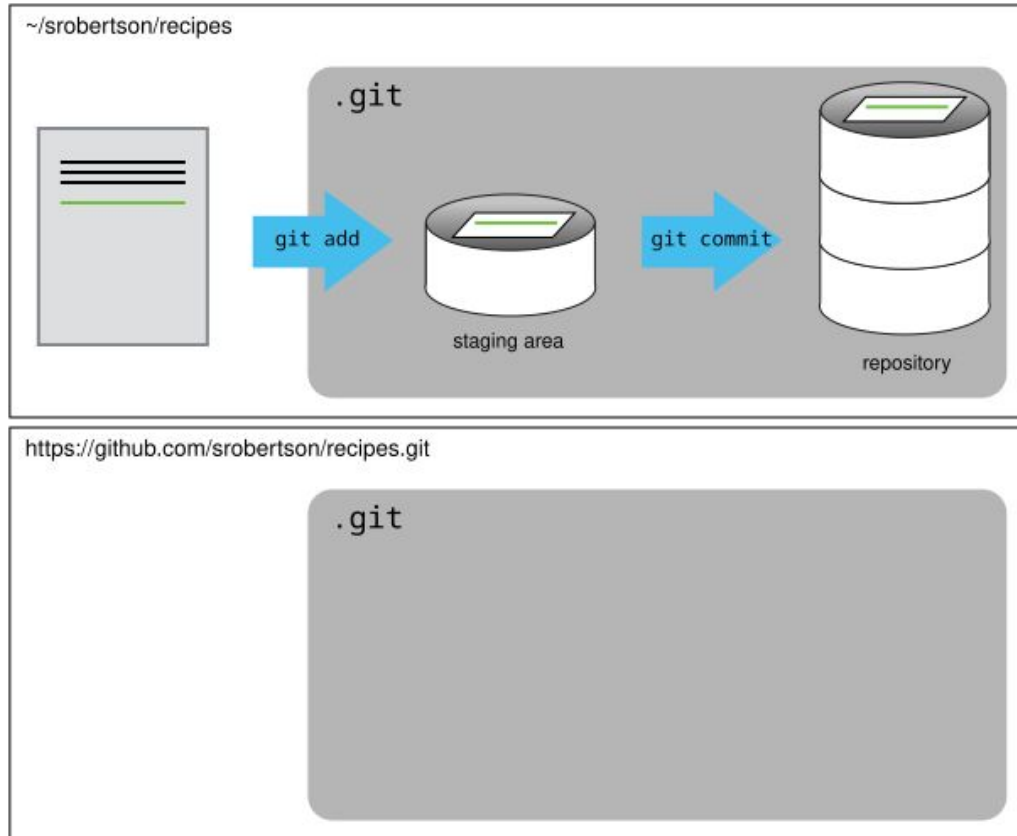 ~/srobertson/recipes
.git
git add
git commit
staging area
repository
https://github.com/srobertson/recipes.git
.git